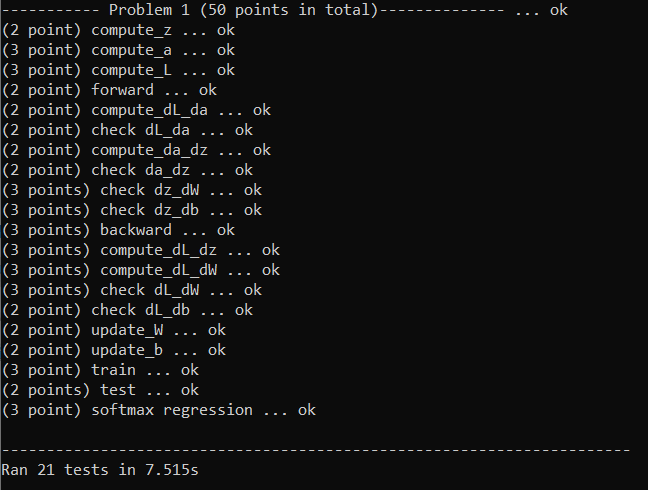 ----------- Problem 1 (50 points in total)-------------- ... ok
(2 point) compute_z ... ok
(3 point) compute_a ... ok
(3 point) compute_L ... ok
(2 point) forward ... ok
(2 point) compute_dL_da ... ok
(2 point) check dL_da ... ok
(2 point) compute_da_dz ... ok
(2 point) check da_dz ... ok
(3 points) check dz_dW ... ok
(3 points) check dz_db ... ok
(3 points) backward ... ok
(3 points) compute_dL_dz ... ok
(3 points) compute_dL_dW ... ok
(3 points) check dL_dW ... ok
(2 point) check dL_db ... ok
(2 point) update_W ... ok
(2 point) update_b ... ok
(3 point) train ... ok
(2 points) test ... ok
(3 point) softmax regression ... ok
----------------------------------------------------------------------
Ran 21 tests in 7.515s